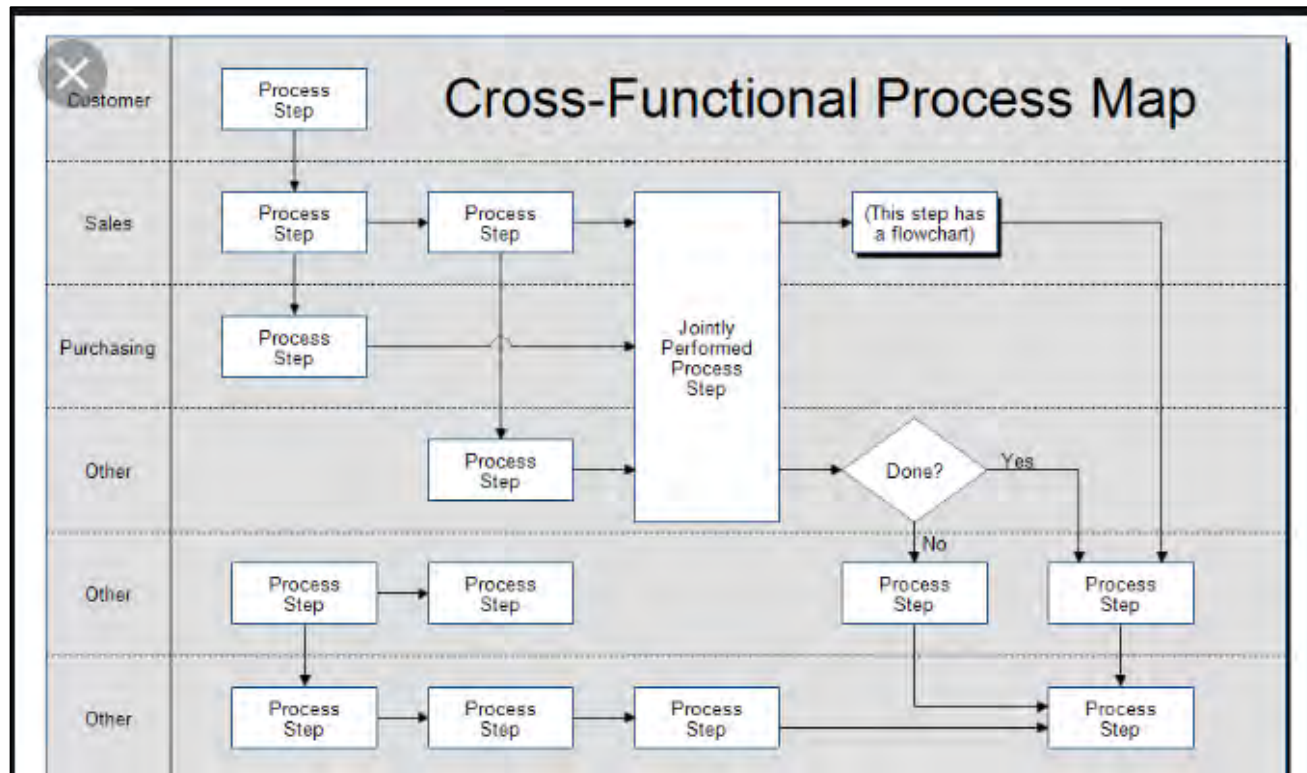 Cross-Functional Process Map
Customer
Process
Step
Sales
Process
Step
Process
Step
(This step has
a flowchart)
Purchasing
Process
Step
Jointly
Performed
Process
Step
Other
Process
Step
Done?
Yes
No
Other
Process
Step
Process
Step
Process
Step
Process
Step
Other
Process
Step
Process
Step
Process
Step
Process
Step